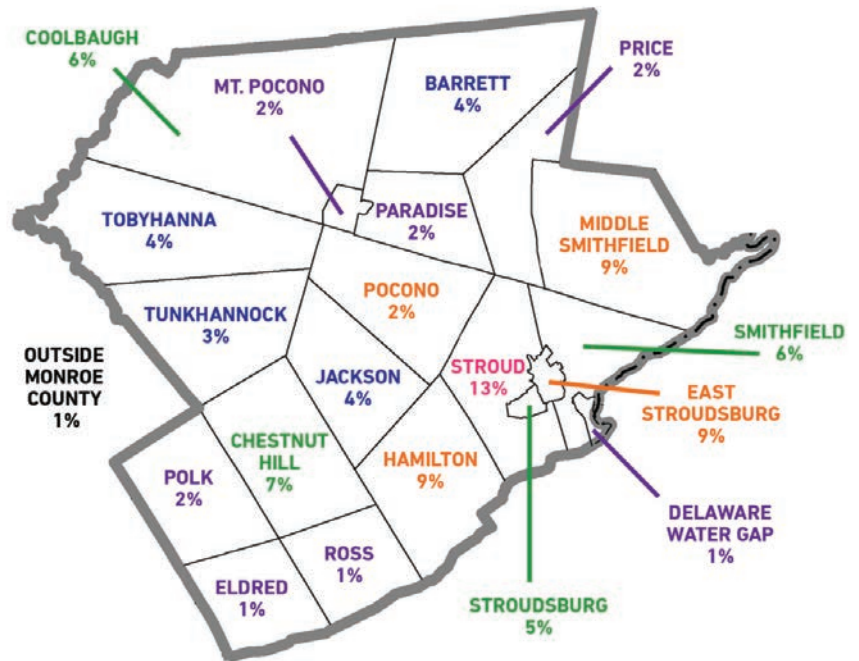 COOLBAUGH
6%
MT. POCONO
2%
BARRETT
4%
PRICE
2%
TOBYHANNA
4%
PARADISE
2%
MIDDLE
SMITHFIELD
9%
TUNKHANNOCK
3%
POCONO
2%
SMITHFIELD
6%
OUTSIDE
MONROE
COUNTY
1%
JACKSON
4%
STROUD
13%
EAST
STROUDSBURG
9%
CHESTNUT
HILL
7%
HAMILTON
9%
POLK
2%
DELAWARE
WATER GAP
1%
ROSS
1%
ELDRED
1%
STROUDSBURG
5%